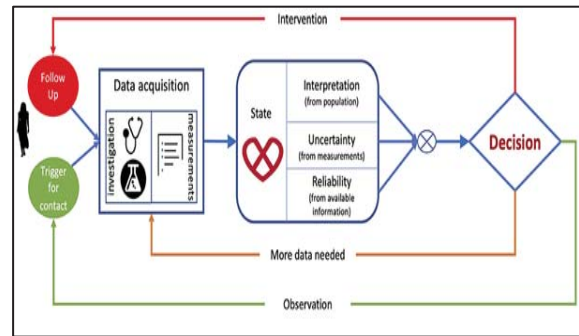 Intervention
Follow
Up
Trigger
for
contact
Data acquisition
investigation
measurements
State
Interpretation
(from population)
Uncertainty
(from measurements)
Reliability
(from available
information)
Decision
More data needed
Observation